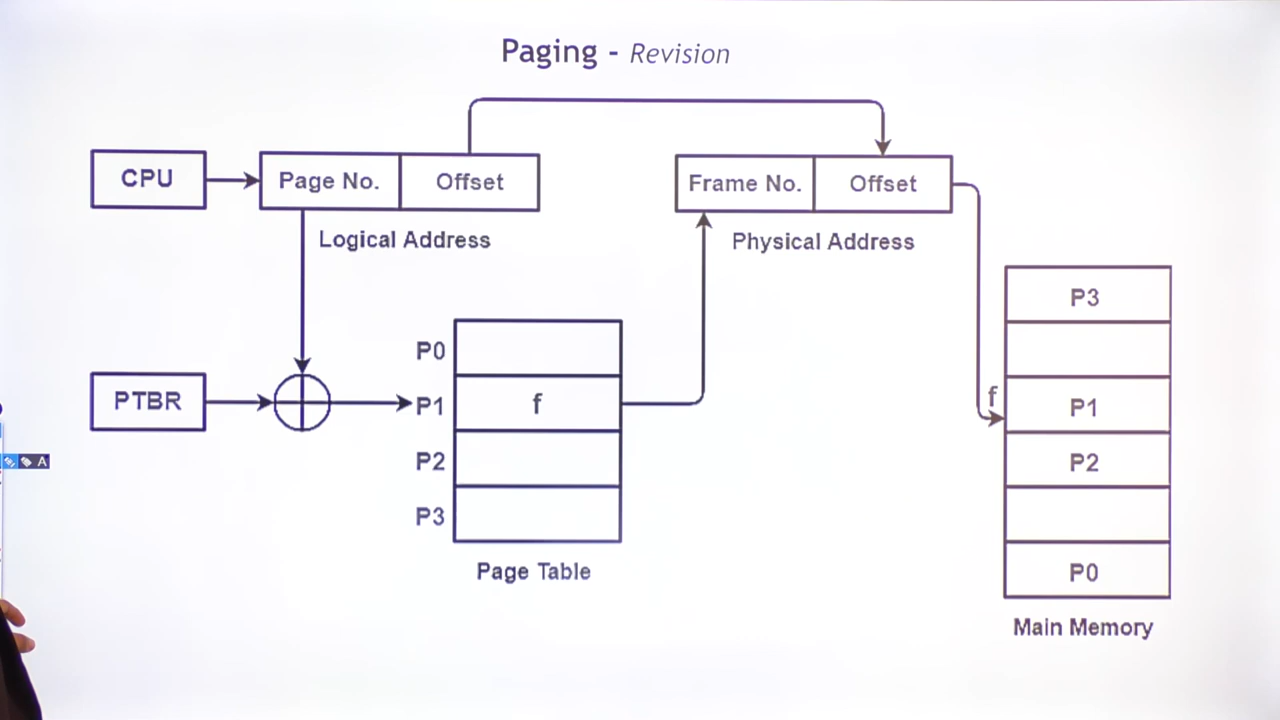 Paging - Revision
CPU
Page No.
Offset
Logical Address
Frame No.
Offset
Physical Address
PTBR
P0
P1
f
P2
P3
Page Table
f
P3
P1
P2
P0
Main Memory
A